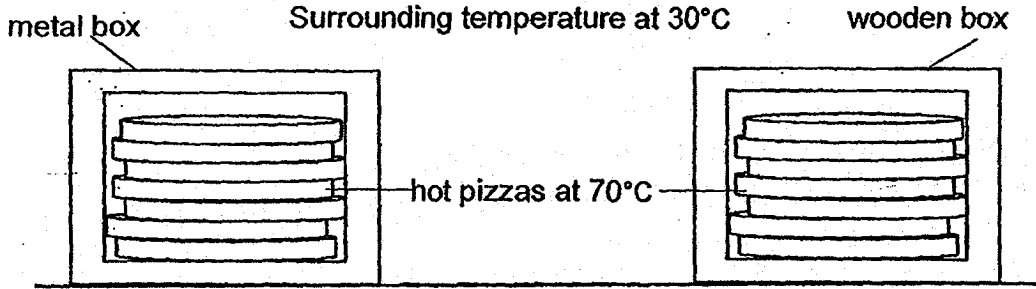 Surrounding temperature at 30°C
metal box
wooden box
hot pizzas at 70°C